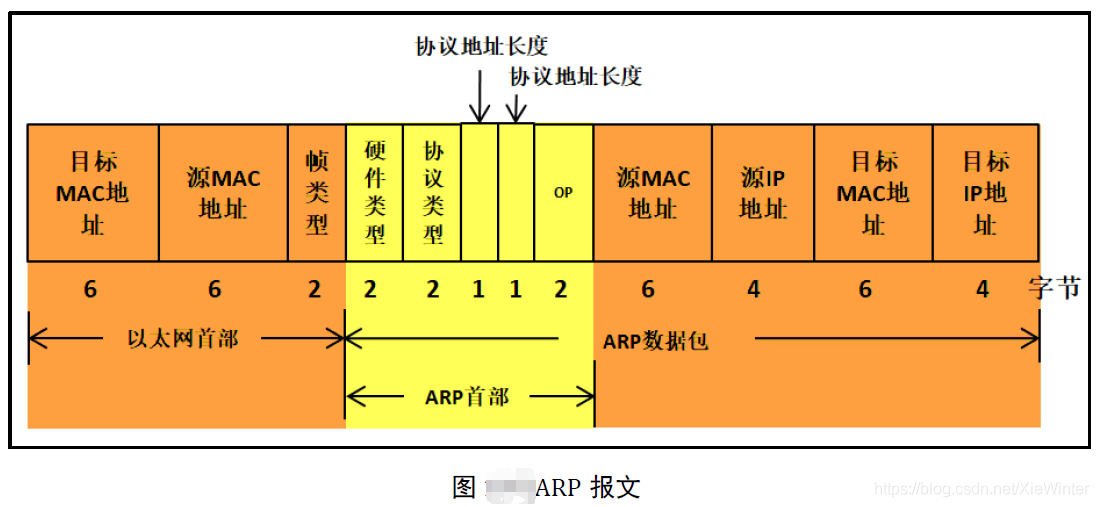 协议地址长度
协议地址长度
目标MAC地址
源MAC地址
帧类型
硬件类型
协议类型
OP
源MAC地址
源IP地址
目标MAC地址
目标IP地址
6 6 2 2 2 1 1 2 6 4 6 4 字节
以太网首部
ARP数据包
ARP首部
图 ARP 报文
https://blog.csdn.net/XieWinter